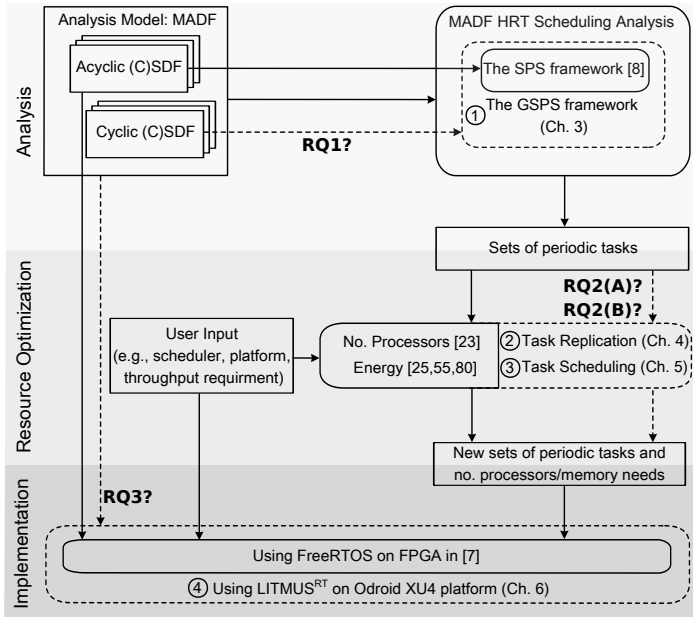 Analysis Model: MADF
MADF HRT Scheduling Analysis
Acyclic (C)SDF
The SPS framework [8]
① The GSPS framework
(Ch. 3)
Cyclic (C)SDF
RQ1?
Analysis
Sets of periodic tasks
RQ2(A)?
RQ2(B)?
Resource Optimization
User Input
(e.g., scheduler, platform,
throughput requirment)
No. Processors [23]
Energy [25,55,80]
② Task Replication (Ch. 4)
③ Task Scheduling (Ch. 5)
New sets of periodic tasks and
no. processors/memory needs
RQ3?
Implementation
Using FreeRTOS on FPGA in [7]
④ Using LITMUS^RT on Odroid XU4 platform (Ch. 6)